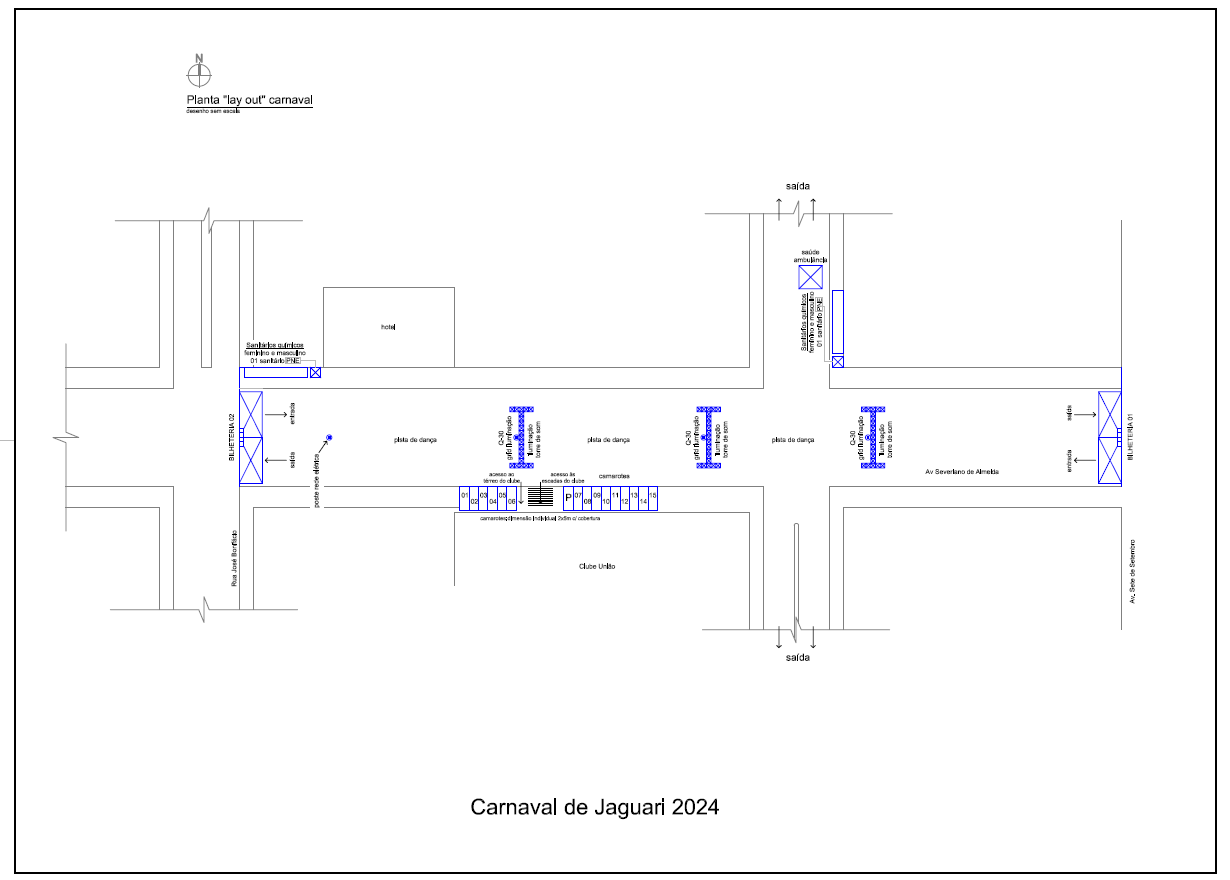 N
Planta "lay out" carnaval
desenho sem escala
saída
saúde
ambulância
Sanitários químicos
feminino e masculino
01 sanitário PNE
hotel
Sanitários químicos
feminino e masculino
01 sanitário PNE
BILHETERIA 02
entrada
saída
poste rede elétrica
pista de dança
Q-30
grid iluminação
iluminação
torre de som
pista de dança
Q-30
grid iluminação
iluminação
torre de som
pista de dança
Q-30
grid iluminação
iluminação
torre de som
saída
entrada
BILHETERIA 01
Av Severiano de Almeida
acesso ao
térreo do clube
acesso às
escadas do clube
camarotes
01 02 03 04 05 06 P 07 08 09 10 11 12 13 14 15
camarotes;dimensão individual 2x5m c/ cobertura
Clube União
Rua José Bonifácio
Av. Sete de Setembro
saída
Carnaval de Jaguari 2024